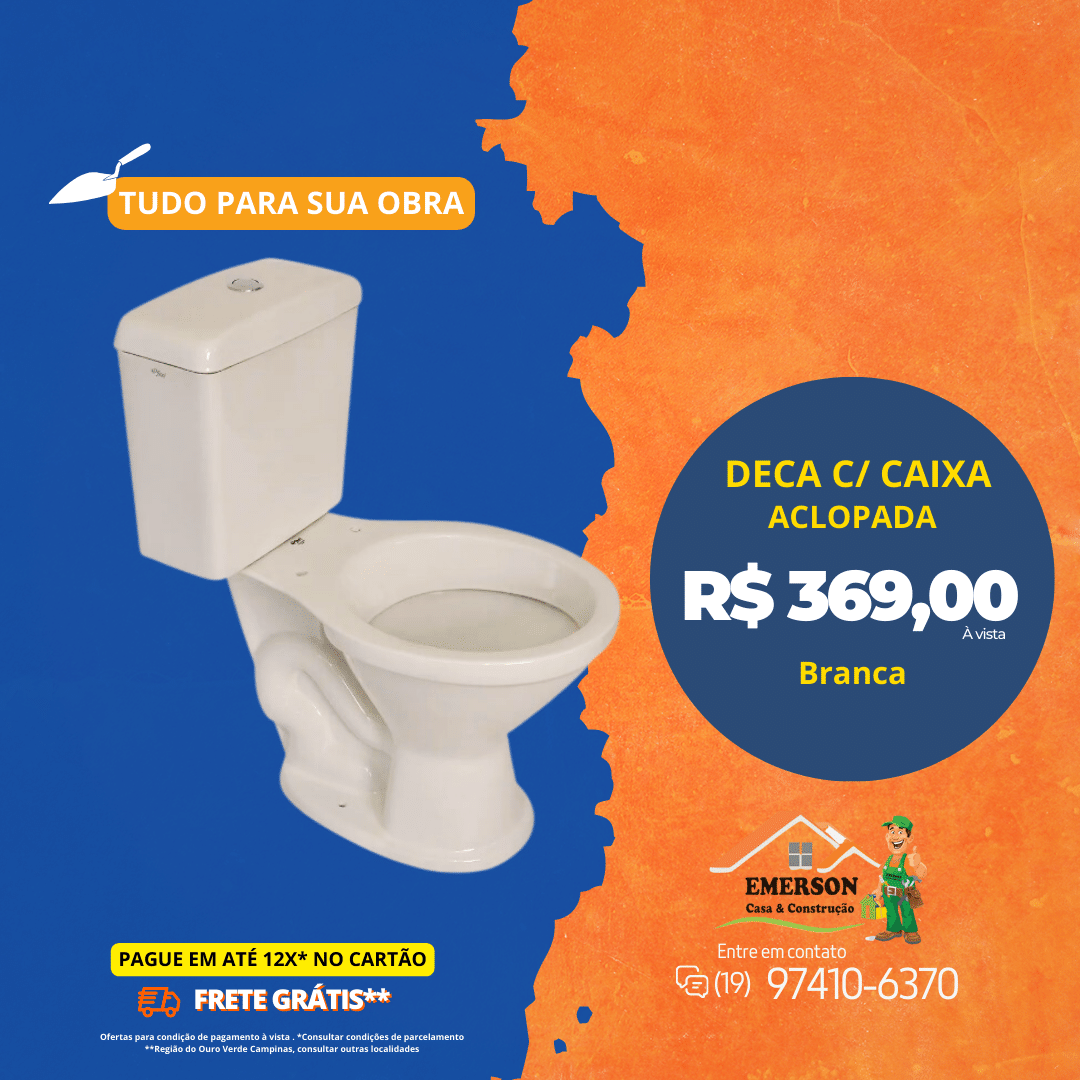 TUDO PARA SUA OBRA
DECA C/ CAIXA
ACLOPADA
R$ 369,00
À vista
Branca
EMERSON
Casa & Construção
Entre em contato
(19) 97410-6370
PAGUE EM ATÉ 12X* NO CARTÃO
FRETE GRÁTIS**
Ofertas para condição de pagamento à vista . *Consultar condições de parcelamento
**Região do Ouro Verde Campinas, consultar outras localidades